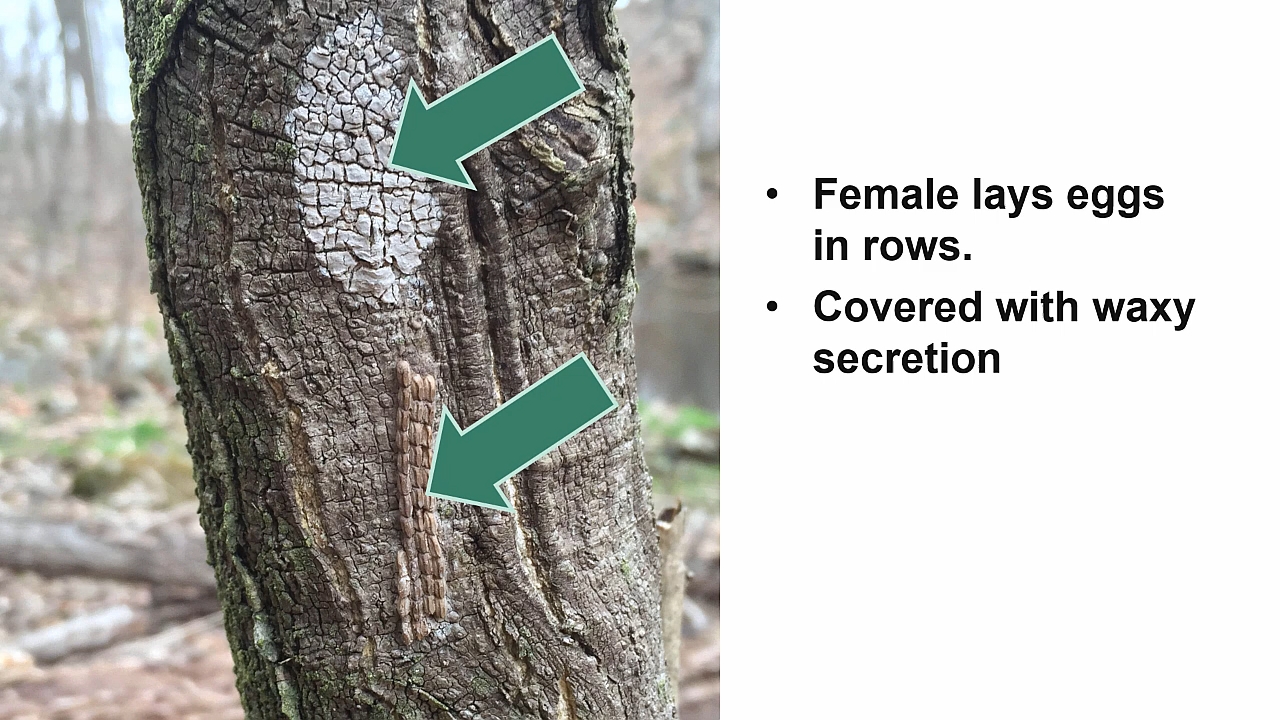 • Female lays eggs
in rows.
• Covered with waxy
secretion